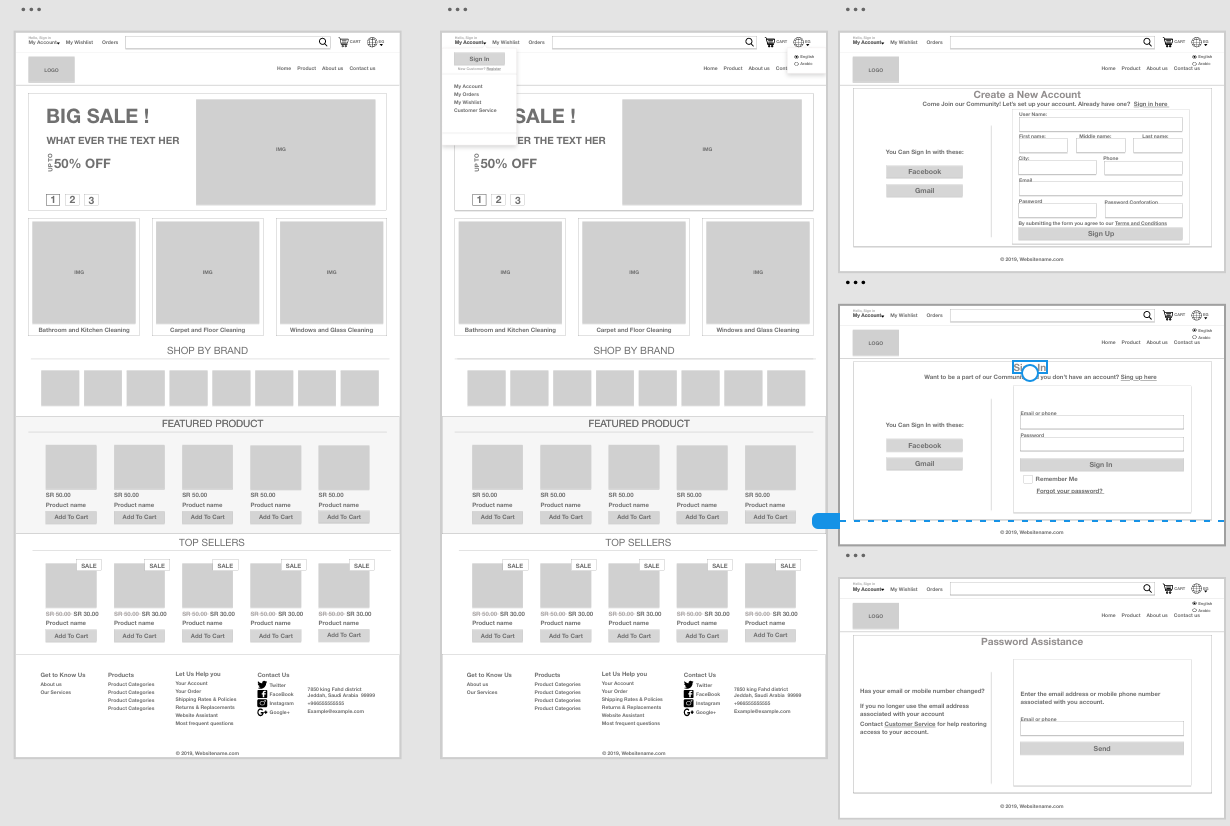 Hello, Sign in
My Account
My Wishlist
Orders
CART
EG
LOGO
Home
Product
About us
Contact us
BIG SALE !
WHAT EVER THE TEXT HER
UP TO
50% OFF
1
2
3
IMG
IMG
IMG
IMG
Bathroom and Kitchen Cleaning
Carpet and Floor Cleaning
Windows and Glass Cleaning
SHOP BY BRAND
FEATURED PRODUCT
SR 50.00
SR 50.00
SR 50.00
SR 50.00
SR 50.00
Product name
Product name
Product name
Product name
Product name
Add To Cart
Add To Cart
Add To Cart
Add To Cart
Add To Cart
TOP SELLERS
SALE
SALE
SALE
SALE
SALE
SR 50.00 SR 30.00
SR 50.00 SR 30.00
SR 50.00 SR 30.00
SR 50.00 SR 30.00
SR 50.00 SR 30.00
Product name
Product name
Product name
Product name
Product name
Add To Cart
Add To Cart
Add To Cart
Add To Cart
Add To Cart
Get to Know Us
About us
Our Services
Products
Product Categories
Product Categories
Product Categories
Product Categories
Let Us Help you
Your Account
Your Order
Shipping Rates & Policies
Returns & Replacements
Website Assistant
Most frequent questions
Contact Us
Twitter
FaceBook
Instagram
Google+
7850 king Fahd district
Jeddah, Saudi Arabia 99999
+966555555555
Example@example.com
© 2019, Websitename.com
Hello, Sign in
My Account
My Wishlist
Orders
CART
EG
Sign In
New Customer? Register
My Account
My Orders
My Wishlist
Customer Service
English
Arabic
Home
Product
About us
Cont
SALE !
ER THE TEXT HER
UP TO
50% OFF
1
2
3
IMG
IMG
IMG
IMG
Bathroom and Kitchen Cleaning
Carpet and Floor Cleaning
Windows and Glass Cleaning
SHOP BY BRAND
FEATURED PRODUCT
SR 50.00
SR 50.00
SR 50.00
SR 50.00
SR 50.00
Product name
Product name
Product name
Product name
Product name
Add To Cart
Add To Cart
Add To Cart
Add To Cart
Add To Cart
TOP SELLERS
SALE
SALE
SALE
SALE
SALE
SR 50.00 SR 30.00
SR 50.00 SR 30.00
SR 50.00 SR 30.00
SR 50.00 SR 30.00
SR 50.00 SR 30.00
Product name
Product name
Product name
Product name
Product name
Add To Cart
Add To Cart
Add To Cart
Add To Cart
Add To Cart
Get to Know Us
About us
Our Services
Products
Product Categories
Product Categories
Product Categories
Product Categories
Let Us Help you
Your Account
Your Order
Shipping Rates & Policies
Returns & Replacements
Website Assistant
Most frequent questions
Contact Us
Twitter
FaceBook
Instagram
Google+
7850 king Fahd district
Jeddah, Saudi Arabia 99999
+966555555555
Example@example.com
© 2019, Websitename.com
Hello, Sign in
My Account
My Wishlist
Orders
CART
EG
English
Arabic
LOGO
Home
Product
About us
Contact us
Create a New Account
Come Join our Community! Let's set up your account. Already have one? Sign in here
You Can Sign In with these:
Facebook
Gmail
User Name:
First name:
Middle name:
Last name:
City:
Phone
Email
Password
Password Conforation
By submitting the form you agree to our Terms and Conditions
Sign Up
© 2019, Websitename.com
Hello, Sign in
My Account
My Wishlist
Orders
CART
EG
English
Arabic
LOGO
Home
Product
About us
Contact us
Sign In
Want to be a part of our Commun you don't have an account? Sing up here
You Can Sign In with these:
Facebook
Gmail
Email or phone
Password
Sign In
Remember Me
Forgot your password?
© 2019, Websitename.com
Hello, Sign in
My Account
My Wishlist
Orders
CART
EG
English
Arabic
LOGO
Home
Product
About us
Contact us
Password Assistance
Has your email or mobile number changed?
If you no longer use the email address
associated with your account
Contact Customer Service for help restoring
access to your account.
Enter the email address or mobile phone number
associated with you account.
Email or phone
Send
© 2019, Websitename.com